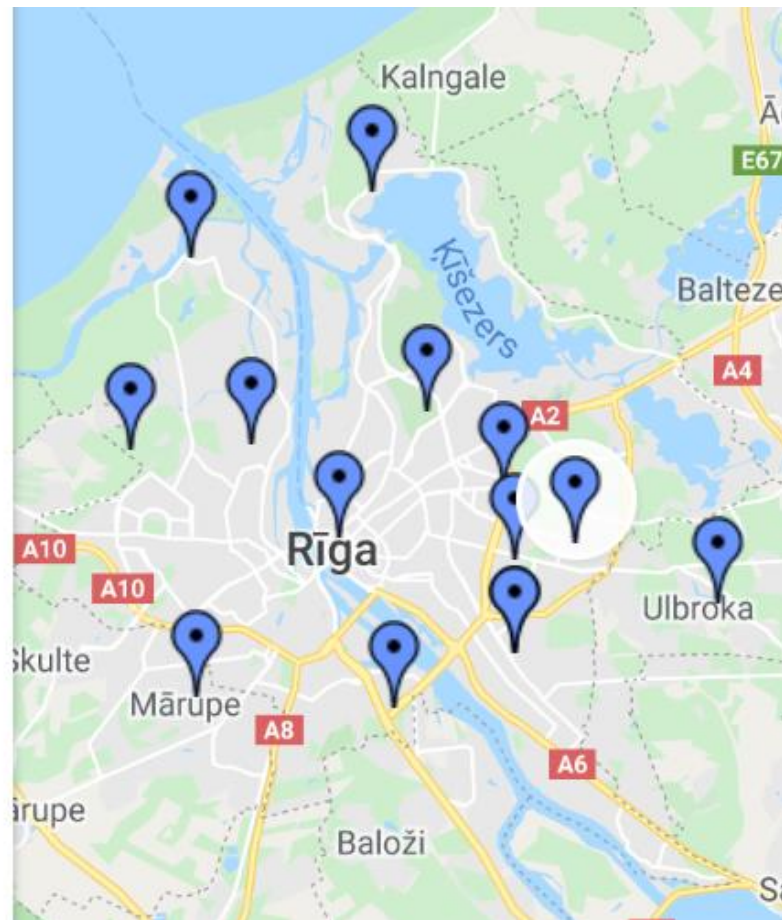 Kalngale
Ā
E67
Ķīšezers
Balteze
A4
A2
Rīga
A10
A10
Ulbroka
Skulte
Mārupe
A8
A6
ārupe
Baloži
Sa